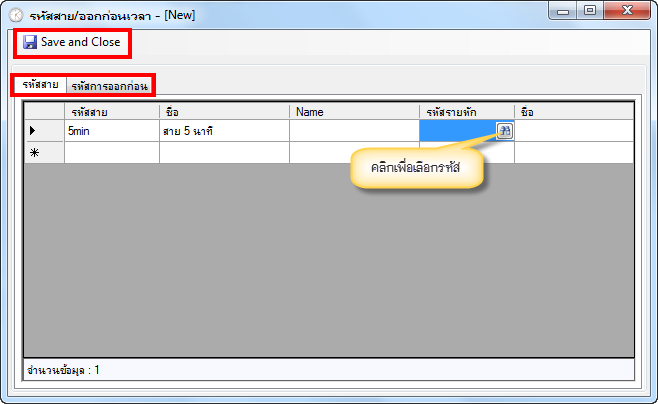 รหัสสาย/ออกก่อนเวลา - [New]
Save and Close
รหัสสาย รหัสการออกก่อน
รหัสสาย ชื่อ Name รหัสรายหัก ชื่อ
5min สาย 5 นาที
คลิกเพื่อเลือกรหัส
จำนวนข้อมูล : 1